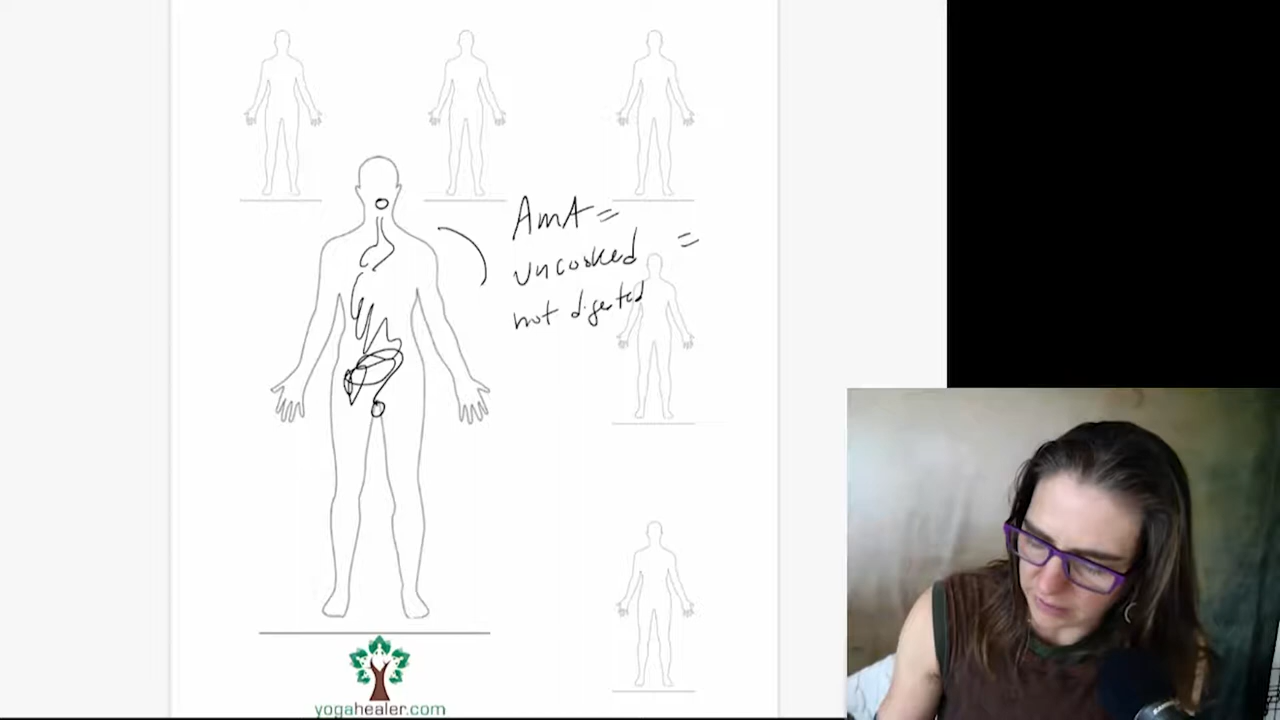 AmA =
uncooked =
not digested
yogahealer.com